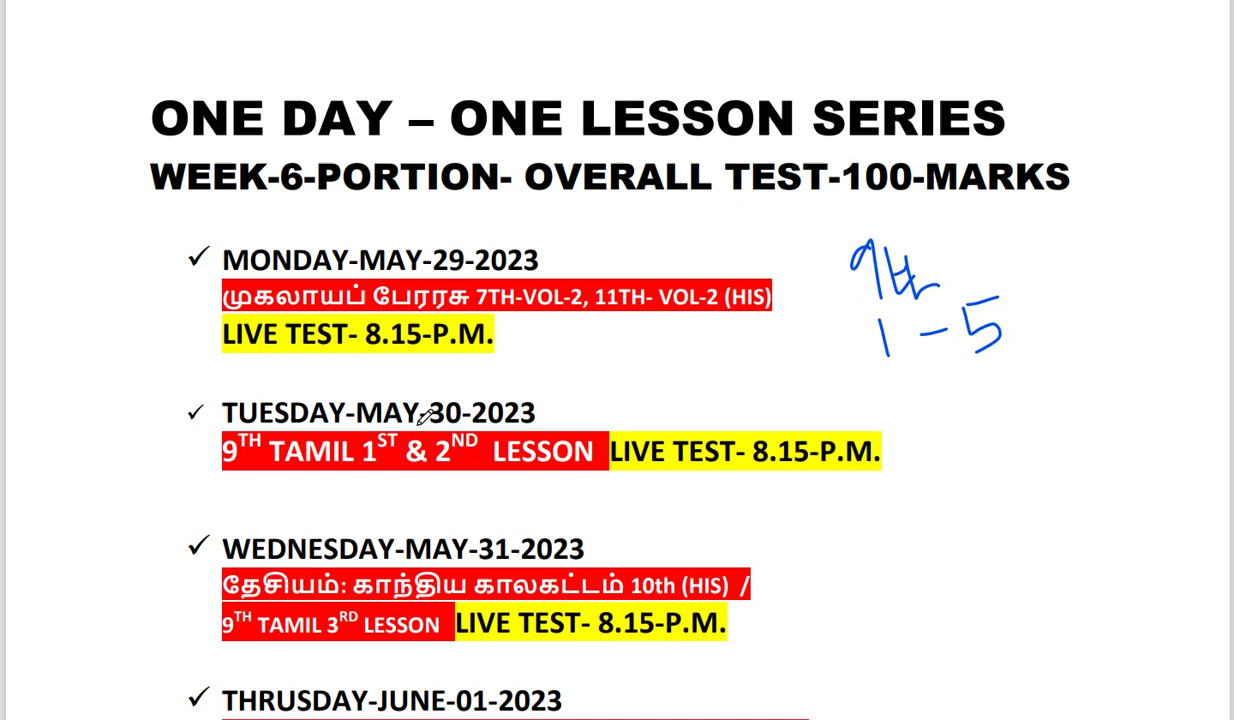 ONE DAY – ONE LESSON SERIES
WEEK-6-PORTION- OVERALL TEST-100-MARKS
✓ MONDAY-MAY-29-2023
முகலாயப் பேரரசு 7TH-VOL-2, 11TH- VOL-2 (HIS)
LIVE TEST- 8.15-P.M.
9th
1 – 5
✓ TUESDAY-MAY-30-2023
9TH TAMIL 1ST & 2ND LESSON LIVE TEST- 8.15-P.M.
✓ WEDNESDAY-MAY-31-2023
தேசியம்: காந்திய காலகட்டம் 10th (HIS) /
9TH TAMIL 3RD LESSON LIVE TEST- 8.15-P.M.
✓ THRUSDAY-JUNE-01-2023